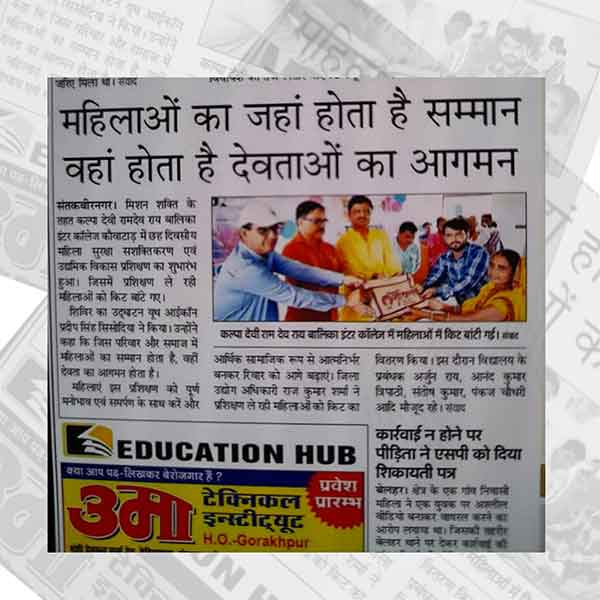 जरिए मिला था। संवाद
महिलाओं का जहां होता है सम्मान
वहां होता है देवताओं का आगमन
संतकबीरनगर। मिशन शक्ति के
तहत कल्पा देवी रामदेव राय बालिका
इंटर कॉलेज कौवाटाड़ में छह दिवसीय
महिला सुरक्षा सशक्तिकरण एवं
उद्यमिक विकास प्रशिक्षण का शुभारंभ
हुआ। जिसमें प्रशिक्षण ले रही
महिलाओं को किट बांटे गए।
शिविर का उद्घाटन यूथ आईकॉन
प्रदीप सिंह सिसोदिया ने किया। उन्होंने
कहा कि जिस परिवार और समाज में
महिलाओं का सम्मान होता है, वहीं
देवता का आगमन होता है।
महिलाएं इस प्रशिक्षण को पूर्ण
मनोभाव एवं समर्पण के साथ करें और
कल्पा देवी राम देव राय बालिका इंटर कॉलेज में महिलाओं में किट बांटी गई। संवाद
आर्थिक सामाजिक रूप से आत्मनिर्भर
बनकर रिवार को आगे बढ़ाएं। जिला
उद्योग अधिकारी राज कुमार शर्मा ने
प्रशिक्षण ले रही महिलाओं को किट का
वितरण किया। इस दौरान विद्यालय के
प्रबंधक अर्जुन राय, आनंद कुमार
त्रिपाठी, संतोष कुमार, पंकज चौधरी
आदि मौजूद रहे। संवाद
EDUCATION HUB
क्या आप पढ़-लिखकर बेरोजगार हैं ?
उमा टेक्निकल
इन्स्टीट्यूट
H.O.-Gorakhpur
प्रवेश
प्रारम्भ
कार्रवाई न होने पर
पीड़िता ने एसपी को दिया
शिकायती पत्र
बेलहर। क्षेत्र के एक गांव निवासी
महिला ने एक युवक पर अश्लील
वीडियो बनाकर वायरल करने का
आरोप लगाया था। जिसकी तहरीर
बेलहर थाने पर देकर कार्रवाई की